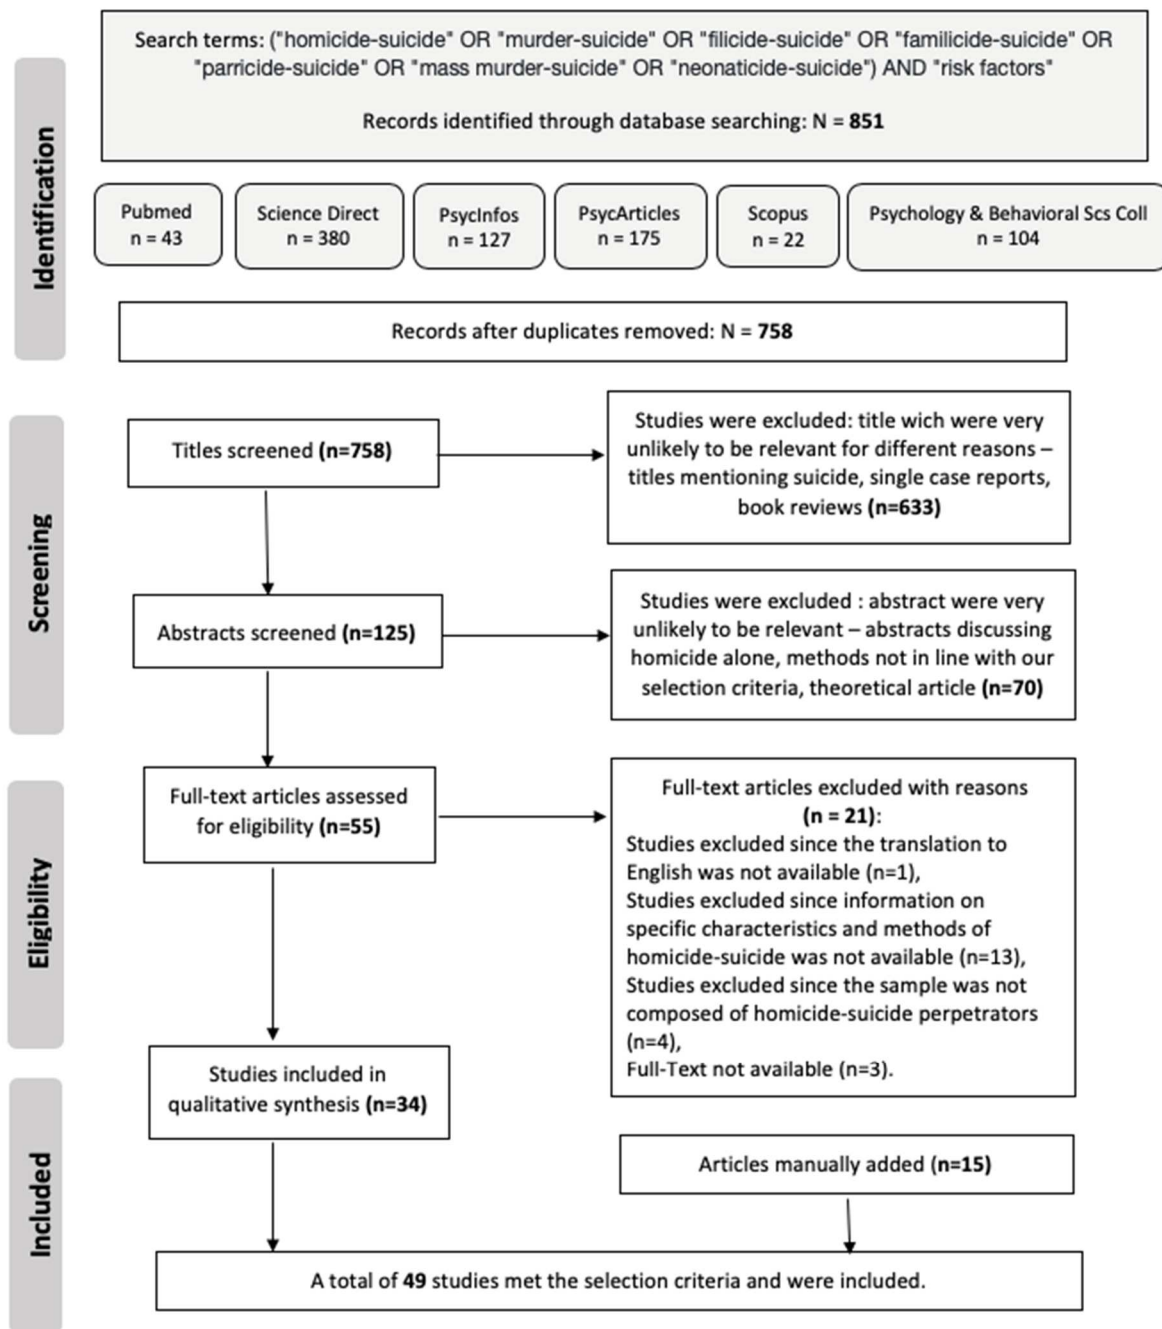 Search terms: ("homicide-suicide" OR "murder-suicide" OR "filicide-suicide" OR "familicide-suicide" OR
"parricide-suicide" OR "mass murder-suicide" OR "neonaticide-suicide") AND "risk factors"
Records identified through database searching: N = 851
Identification
Pubmed
n = 43
Science Direct
n = 380
PsycInfos
n = 127
PsycArticles
n = 175
Scopus
n = 22
Psychology & Behavioral Scs Coll
n = 104
Records after duplicates removed: N = 758
Screening
Titles screened (n=758)
Studies were excluded: title wich were very
unlikely to be relevant for different reasons –
titles mentioning suicide, single case reports,
book reviews (n=633)
Abstracts screened (n=125)
Studies were excluded : abstract were very
unlikely to be relevant – abstracts discussing
homicide alone, methods not in line with our
selection criteria, theoretical article (n=70)
Eligibility
Full-text articles assessed
for eligibility (n=55)
Full-text articles excluded with reasons
(n = 21):
Studies excluded since the translation to
English was not available (n=1),
Studies excluded since information on
specific characteristics and methods of
homicide-suicide was not available (n=13),
Studies excluded since the sample was not
composed of homicide-suicide perpetrators
(n=4),
Full-Text not available (n=3).
Studies included in
qualitative synthesis (n=34)
Included
Articles manually added (n=15)
A total of 49 studies met the selection criteria and were included.